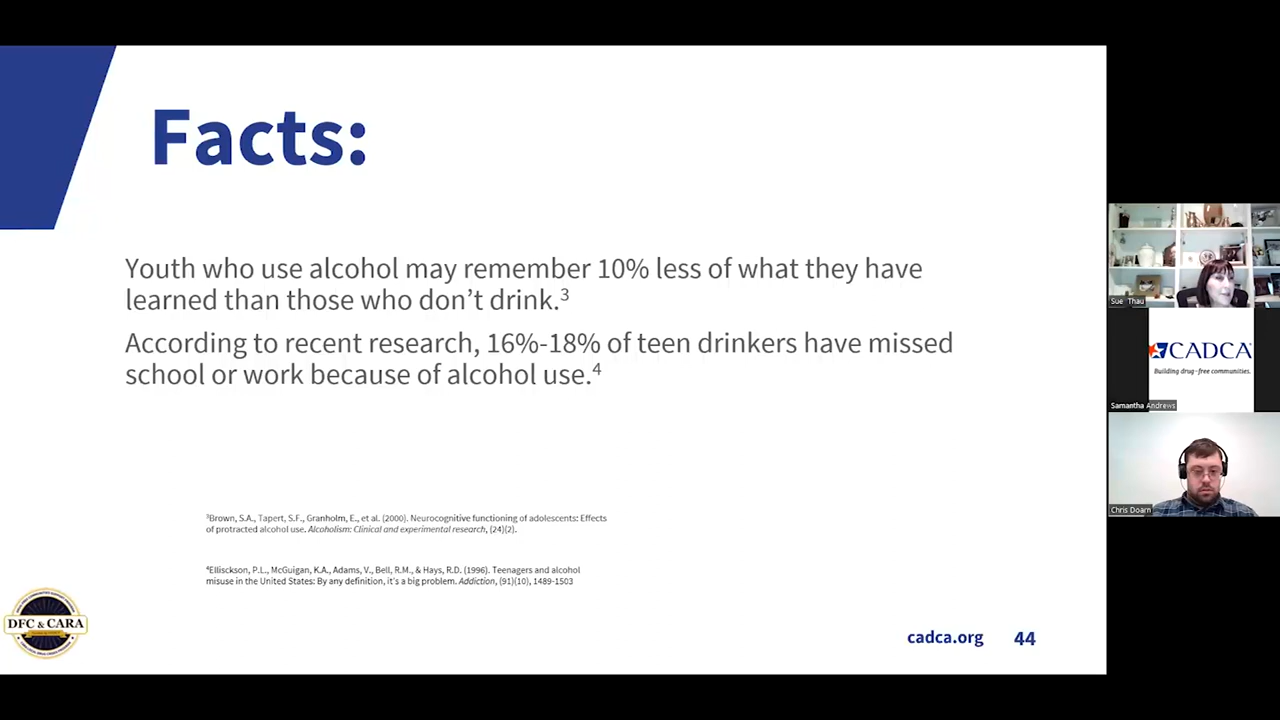 Facts:
Youth who use alcohol may remember 10% less of what they have
learned than those who don’t drink.3
According to recent research, 16%-18% of teen drinkers have missed
school or work because of alcohol use.4
3Brown, S.A., Tapert, S.F., Granholm, E., et al. (2000). Neurocognitive functioning of adolescents: Effects
of protracted alcohol use. Alcoholism: Clinical and experimental research, (24)(2).
4Ellisckson, P.L., McGuigan, K.A., Adams, V., Bell, R.M., & Hays, R.D. (1996). Teenagers and alcohol
misuse in the United States: By any definition, it’s a big problem. Addiction, (91)(10), 1489-1503
DFC & CARA
cadca.org 44
Sue Thau
CADCA
Building drug-free communities.
Samantha Andrews
Chris Doarn